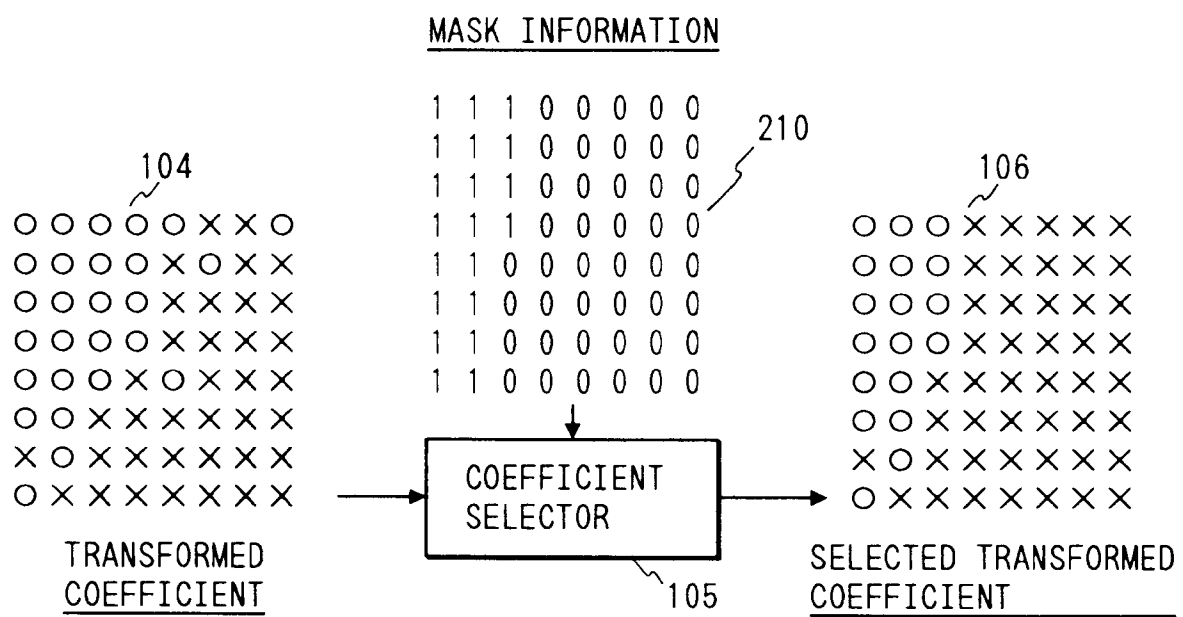 MASK INFORMATION
1 1 1 0 0 0 0 0
1 1 1 0 0 0 0 0
1 1 1 0 0 0 0 0
1 1 1 0 0 0 0 0
1 1 0 0 0 0 0 0
1 1 0 0 0 0 0 0
1 1 0 0 0 0 0 0
1 1 0 0 0 0 0 0
210
104
O O O O O X X O
O O O O X O X X
O O O O X X X X
O O O O X X X X
O O O X O X X X
O O X X X X X X
X O X X X X X X
O X X X X X X X
TRANSFORMED
COEFFICIENT
COEFFICIENT
SELECTOR
105
106
O O O X X X X X
O O O X X X X X
O O O X X X X X
O O O X X X X X
O O X X X X X X
O O X X X X X X
X O X X X X X X
O X X X X X X X
SELECTED TRANSFORMED
COEFFICIENT